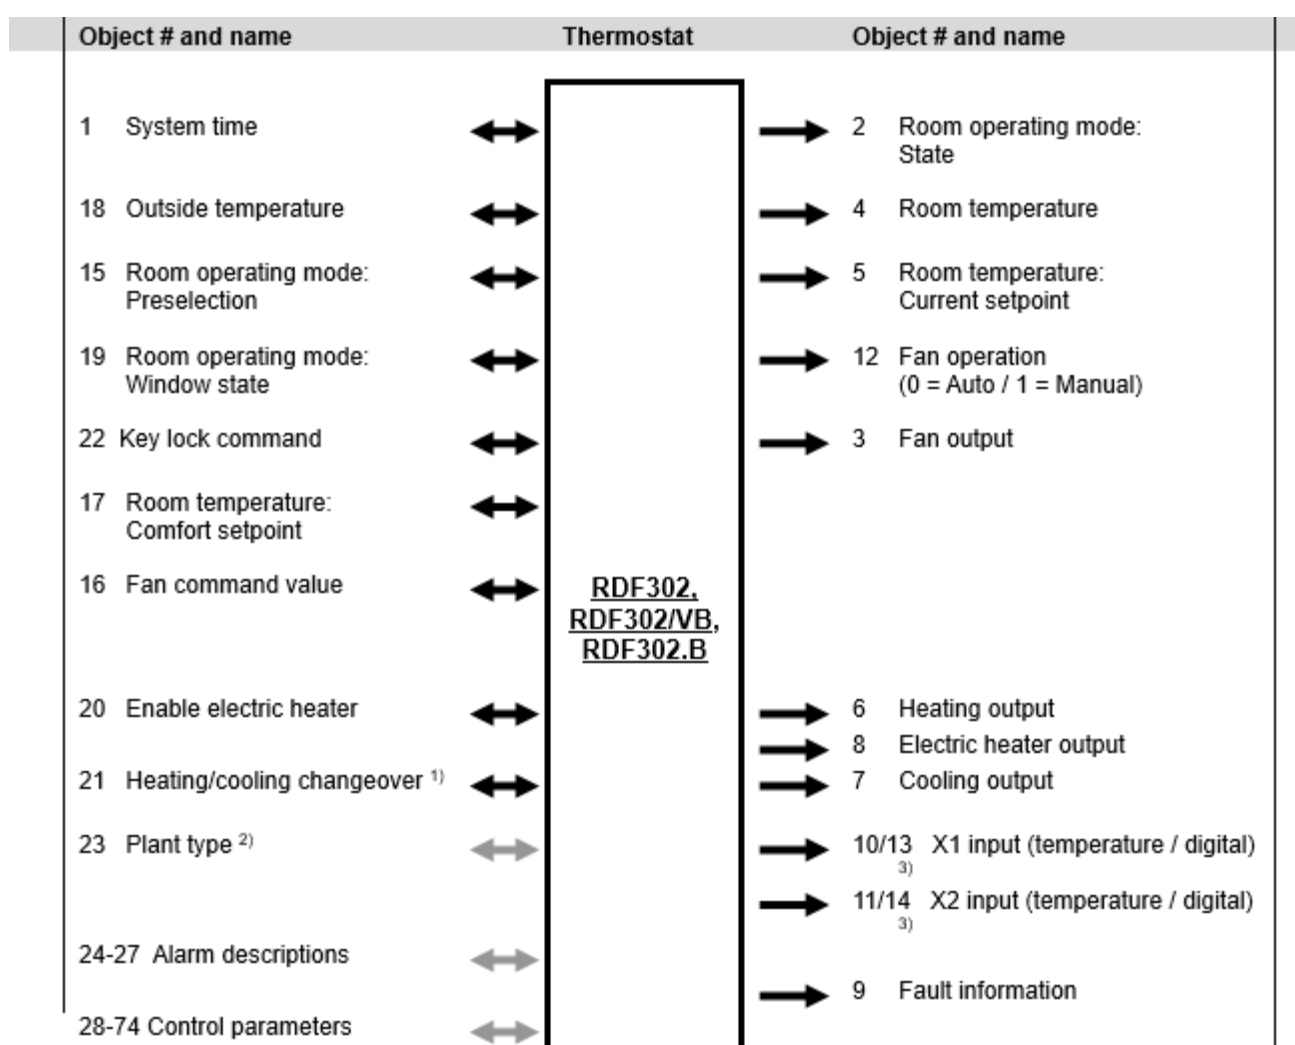 Object # and name Thermostat Object # and name
1 System time 2 Room operating mode:
State
18 Outside temperature 4 Room temperature
15 Room operating mode: 5 Room temperature:
Preselection Current setpoint
19 Room operating mode: 12 Fan operation
Window state (0 = Auto / 1 = Manual)
22 Key lock command 3 Fan output
17 Room temperature:
Comfort setpoint
16 Fan command value RDF302,
RDF302/VB,
RDF302.B
20 Enable electric heater 6 Heating output
8 Electric heater output
21 Heating/cooling changeover 1) 7 Cooling output
23 Plant type 2) 10/13 X1 input (temperature / digital)
3)
11/14 X2 input (temperature / digital)
3)
24-27 Alarm descriptions
9 Fault information
28-74 Control parameters